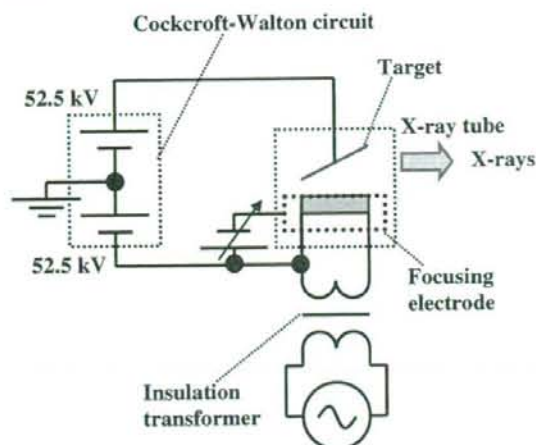 Cockcroft-Walton circuit
Target
52.5 kV
X-ray tube
X-rays
52.5 kV
Focusing
electrode
Insulation
transformer